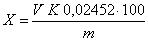 X = V K 0,02452·100 / m